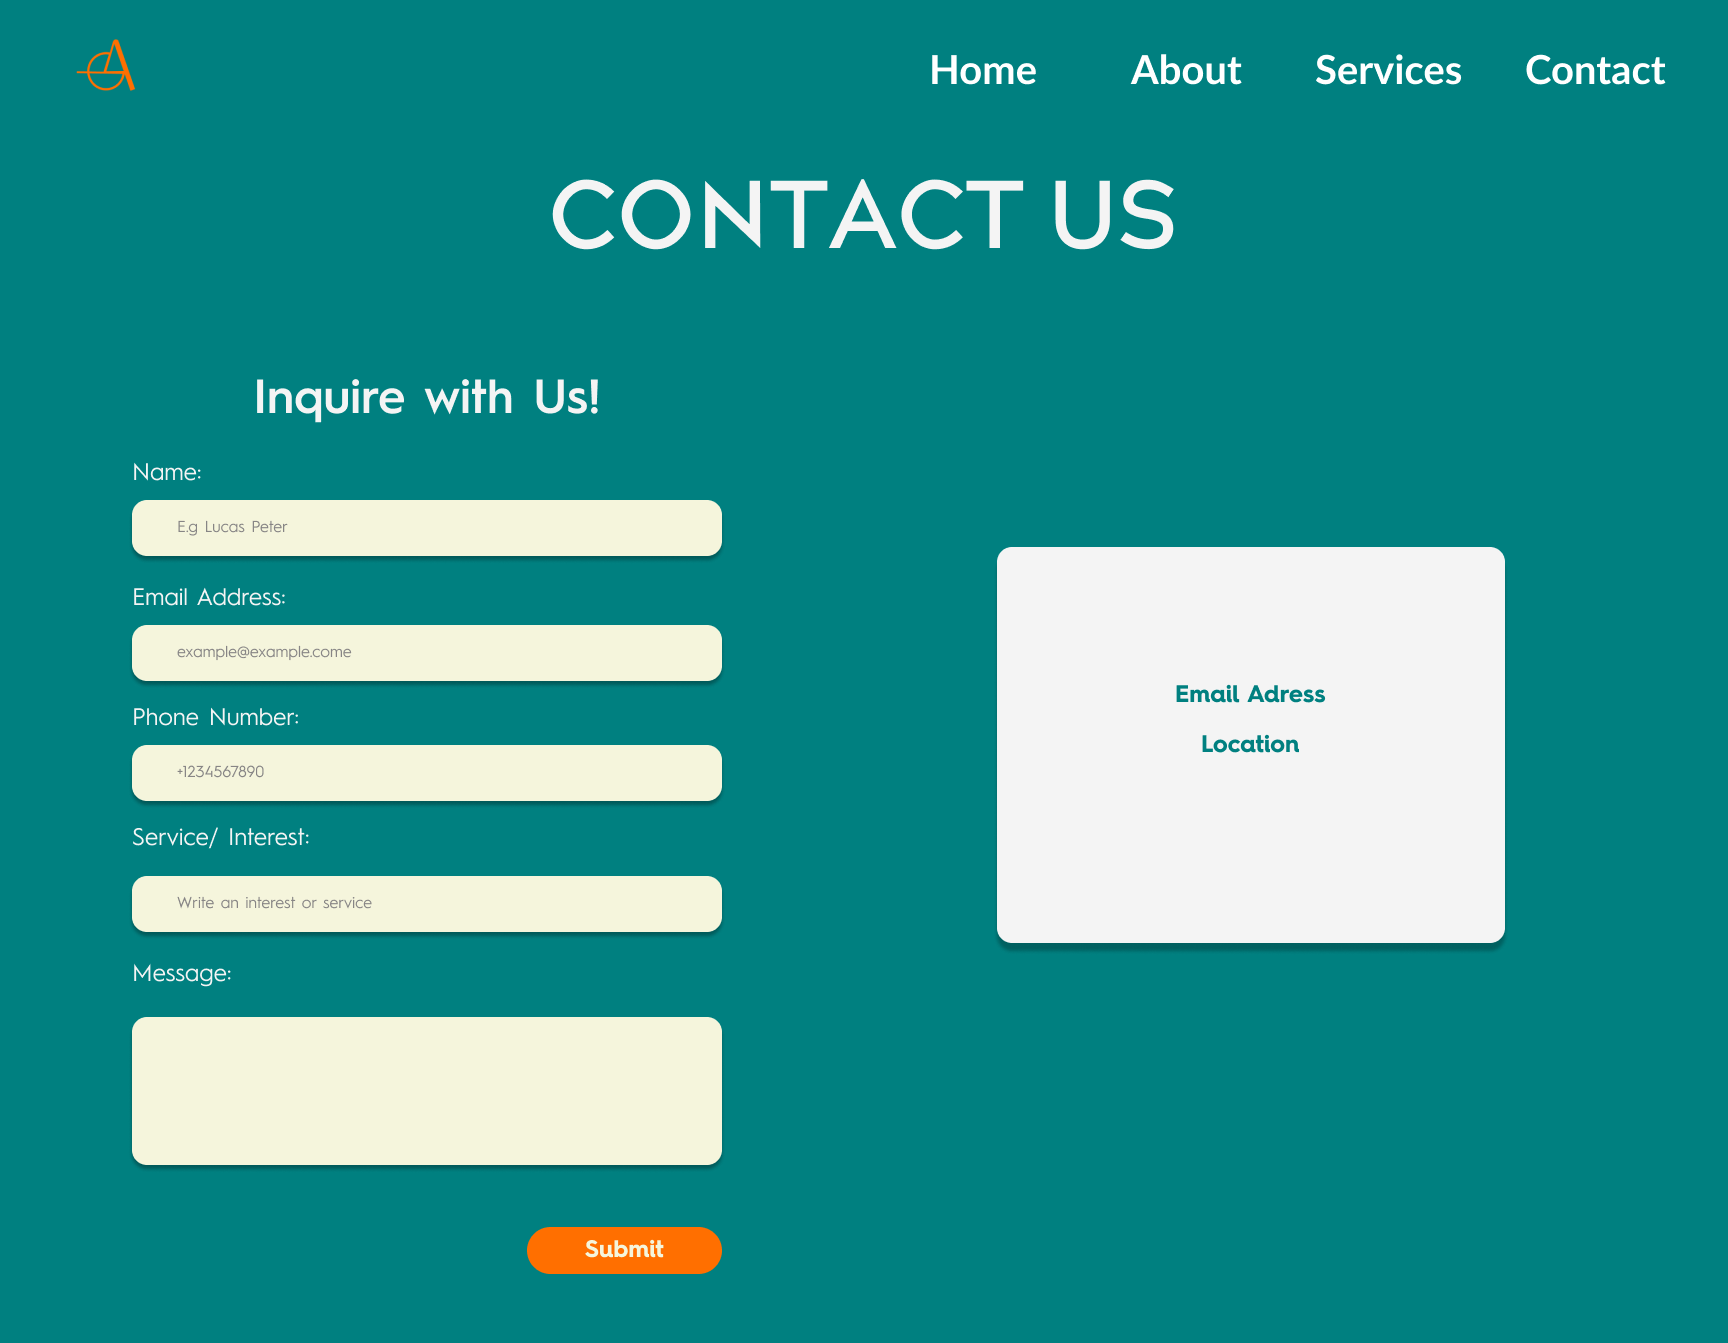 Home About Services Contact
CONTACT US
Inquire with Us!
Name:
E.g Lucas Peter
Email Address:
example@example.come
Phone Number:
+1234567890
Service/ Interest:
Write an interest or service
Message:
Submit
Email Adress
Location